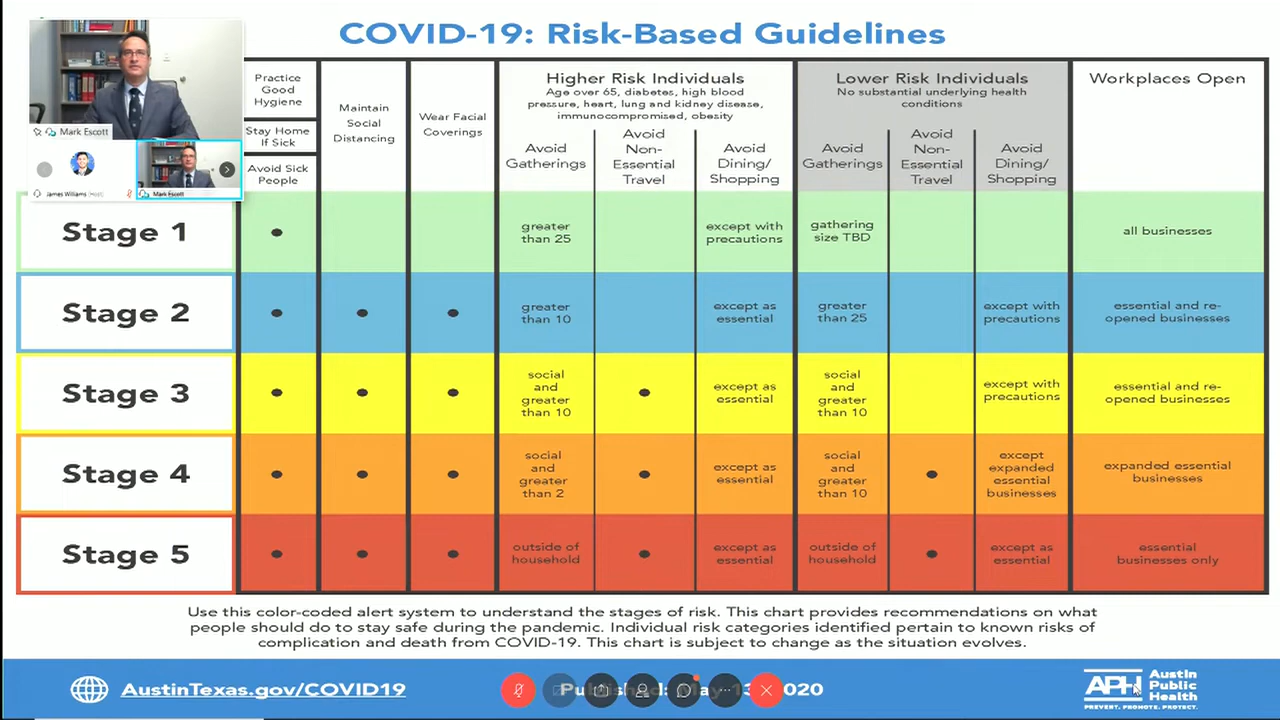 COVID-19: Risk-Based Guidelines
Mark Escott
James Williams (Host)
Mark Escott
Practice
Good
Hygiene
Stay Home
If Sick
Avoid Sick
People
Maintain
Social
Distancing
Wear Facial
Coverings
Higher Risk Individuals
Age over 65, diabetes, high blood
pressure, heart, lung and kidney disease,
immunocompromised, obesity
Avoid
Gatherings
Avoid
Non-
Essential
Travel
Avoid
Dining/
Shopping
Lower Risk Individuals
No substantial underlying health
conditions
Avoid
Gatherings
Avoid
Non-
Essential
Travel
Avoid
Dining/
Shopping
Workplaces Open
Stage 1
greater
than 25
except with
precautions
gathering
size TBD
all businesses
Stage 2
greater
than 10
except as
essential
greater
than 25
except with
precautions
essential and re-
opened businesses
Stage 3
social
and
greater
than 10
except as
essential
social
and
greater
than 10
except with
precautions
essential and re-
opened businesses
Stage 4
social
and
greater
than 2
except as
essential
social
and
greater
than 10
except
expanded
essential
businesses
expanded essential
businesses
Stage 5
outside of
household
except as
essential
outside of
household
except as
essential
essential
businesses only
Use this color-coded alert system to understand the stages of risk. This chart provides recommendations on what
people should do to stay safe during the pandemic. Individual risk categories identified pertain to known risks of
complication and death from COVID-19. This chart is subject to change as the situation evolves.
AustinTexas.gov/COVID19
APH
Austin
Public
Health
PREVENT. PROMOTE. PROTECT.